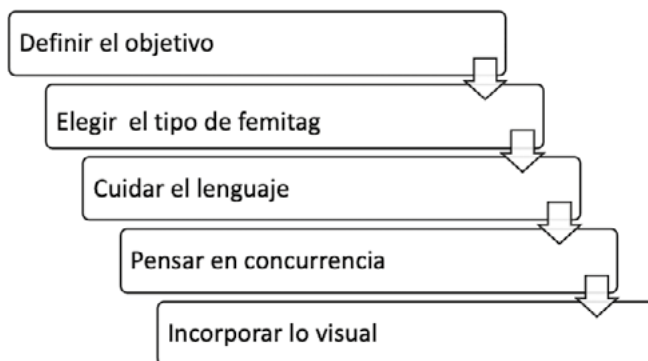 Definir el objetivo
Elegir el tipo de femitag
Cuidar el lenguaje
Pensar en concurrencia
Incorporar lo visual